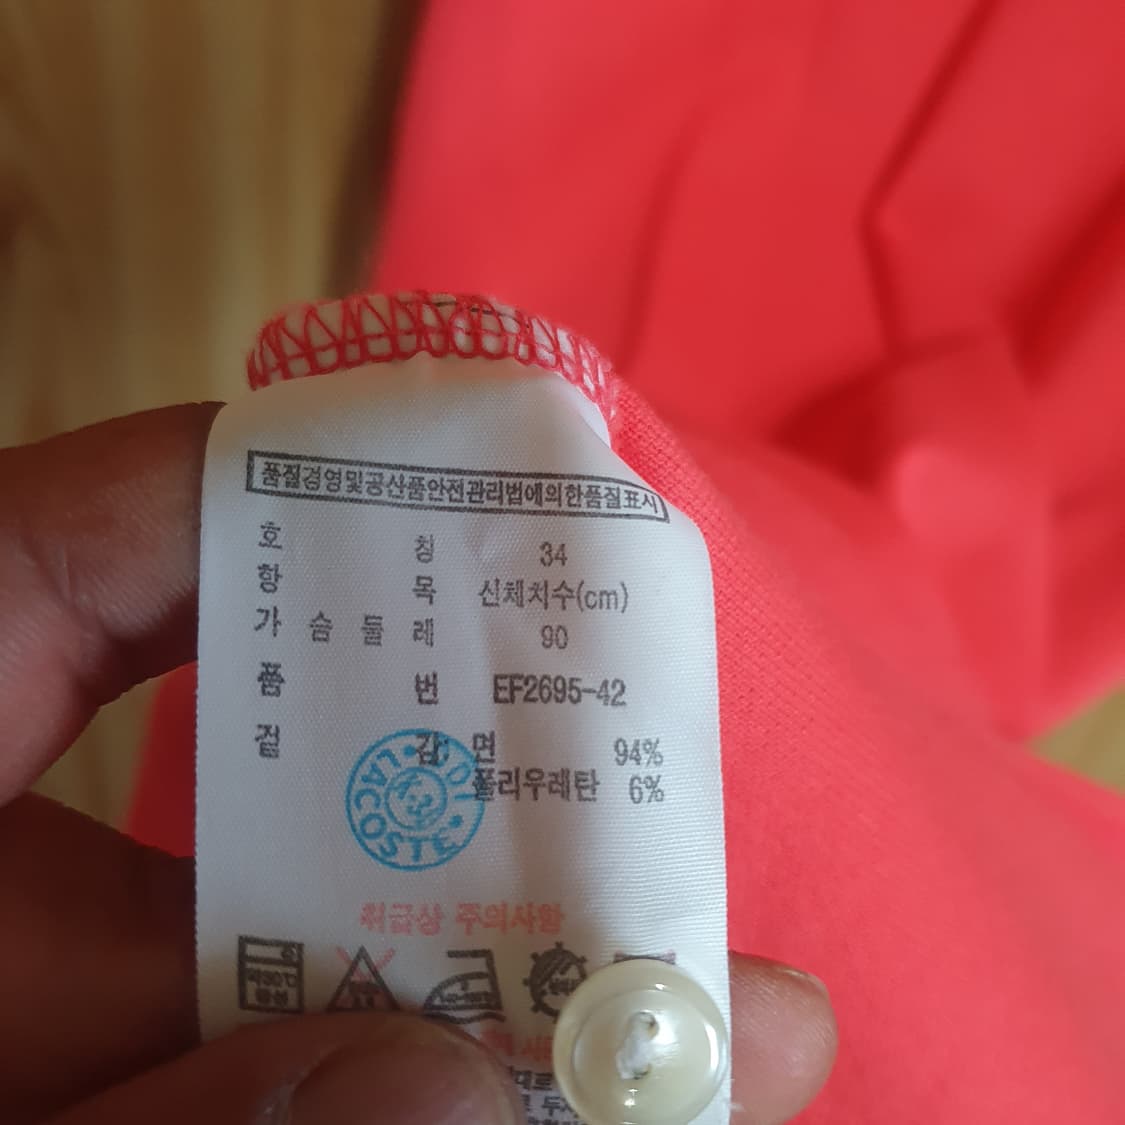 품질경영및공산품안전관리법에의한품질표시
호 칭 34
항 목 신체치수(cm)
가 슴 둘 레 90
품 번 EF2695-42
겉 감 면 94%
폴리우레탄 6%
LACOSTE
취급상 주의사항